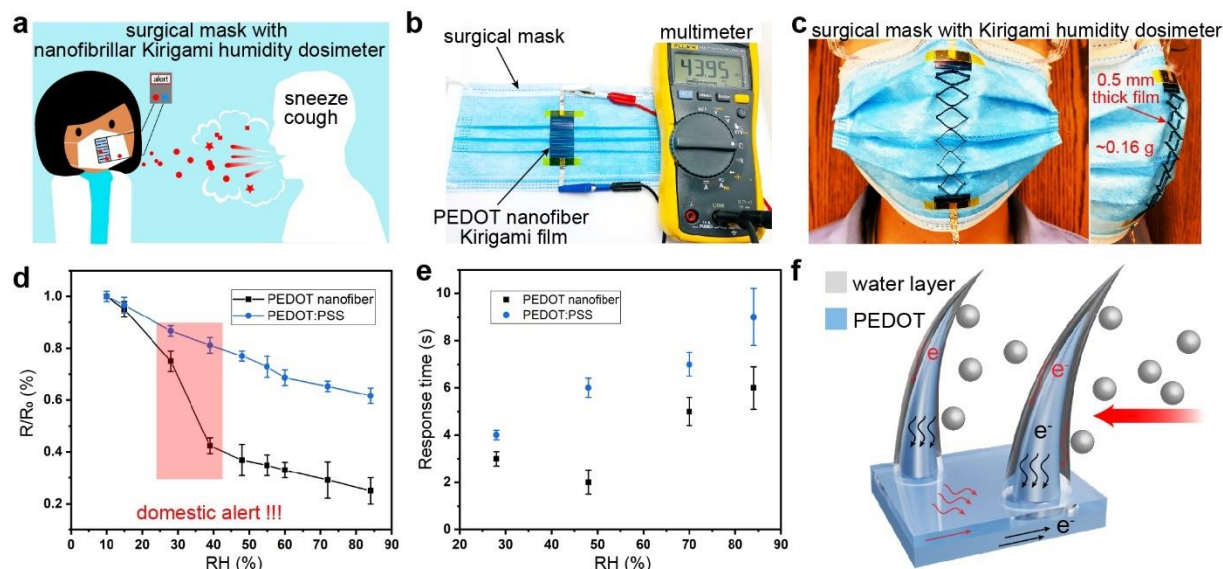 a
surgical mask with
nanofibrillar Kirigami humidity dosimeter
alert
sneeze
cough
b
surgical mask
multimeter
FLUKE
43.95
PEDOT nanofiber
Kirigami film
c
surgical mask with Kirigami humidity dosimeter
0.5 mm
thick film
~0.16 g
d
PEDOT nanofiber
PEDOT:PSS
1.0
0.8
0.6
0.4
0.2
R/R₀ (%)
domestic alert !!!
0 10 20 30 40 50 60 70 80 90
RH (%)
e
PEDOT nanofiber
PEDOT:PSS
10
8
6
4
2
0
Response time (s)
20 30 40 50 60 70 80 90
RH (%)
f
water layer
PEDOT
e
e⁻
e⁻
e⁻